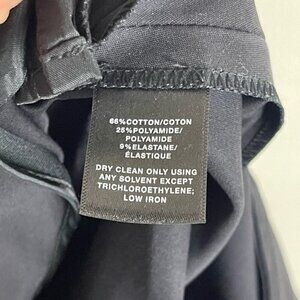 66% COTTON/COTON
25% POLYAMIDE/
POLYAMIDE
9% ELASTANE/
ÉLASTIQUE
DRY CLEAN ONLY USING
ANY SOLVENT EXCEPT
TRICHLOROETHYLENE;
LOW IRON